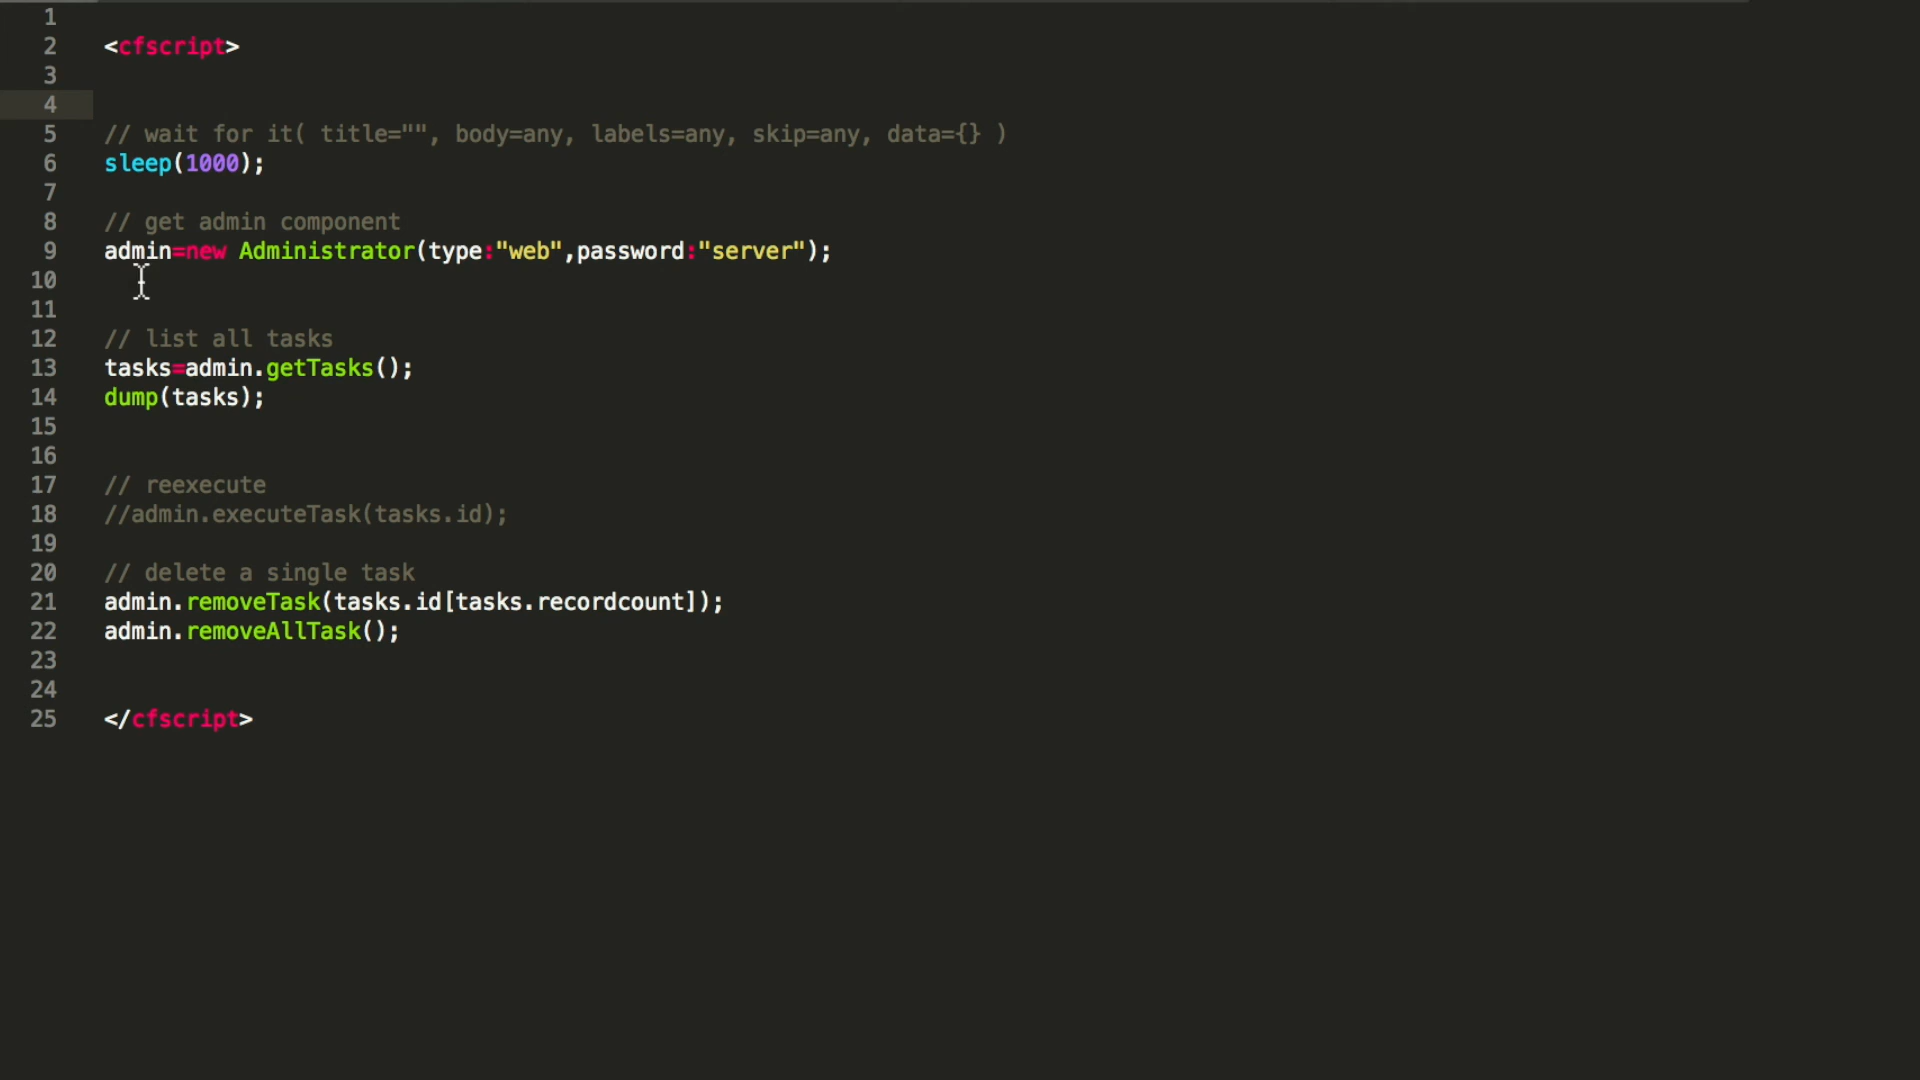 1
2 <cfscript>
3
4
5 // wait for it( title="", body=any, labels=any, skip=any, data={} )
6 sleep(1000);
7
8 // get admin component
9 admin=new Administrator(type:"web",password:"server");
10
11
12 // list all tasks
13 tasks=admin.getTasks();
14 dump(tasks);
15
16
17 // reexecute
18 //admin.executeTask(tasks.id);
19
20 // delete a single task
21 admin.removeTask(tasks.id[tasks.recordcount]);
22 admin.removeAllTask();
23
24
25 </cfscript>